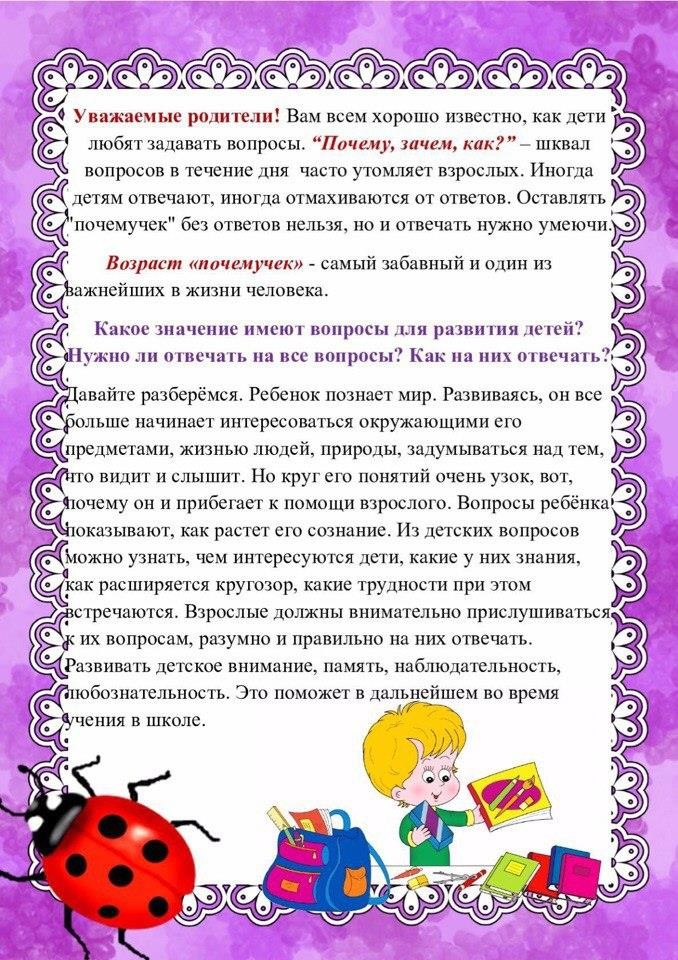 Уважаемые родители! Вам всем хорошо известно, как дети
любят задавать вопросы. “Почему, зачем, как?” – шквал
вопросов в течение дня часто утомляет взрослых. Иногда
детям отвечают, иногда отмахиваются от ответов. Оставлять
"почемучек" без ответов нельзя, но и отвечать нужно умеючи.
Возраст «почемучек» - самый забавный и один из
важнейших в жизни человека.
Какое значение имеют вопросы для развития детей?
Нужно ли отвечать на все вопросы? Как на них отвечать?
Давайте разберёмся. Ребенок познает мир. Развиваясь, он все
больше начинает интересоваться окружающими его
предметами, жизнью людей, природы, задумываться над тем,
что видит и слышит. Но круг его понятий очень узок, вот,
почему он и прибегает к помощи взрослого. Вопросы ребёнка
показывают, как растет его сознание. Из детских вопросов
можно узнать, чем интересуются дети, какие у них знания,
как расширяется кругозор, какие трудности при этом
встречаются. Взрослые должны внимательно прислушиваться
к их вопросам, разумно и правильно на них отвечать.
Развивать детское внимание, память, наблюдательность,
любознательность. Это поможет в дальнейшем во время
учения в школе.